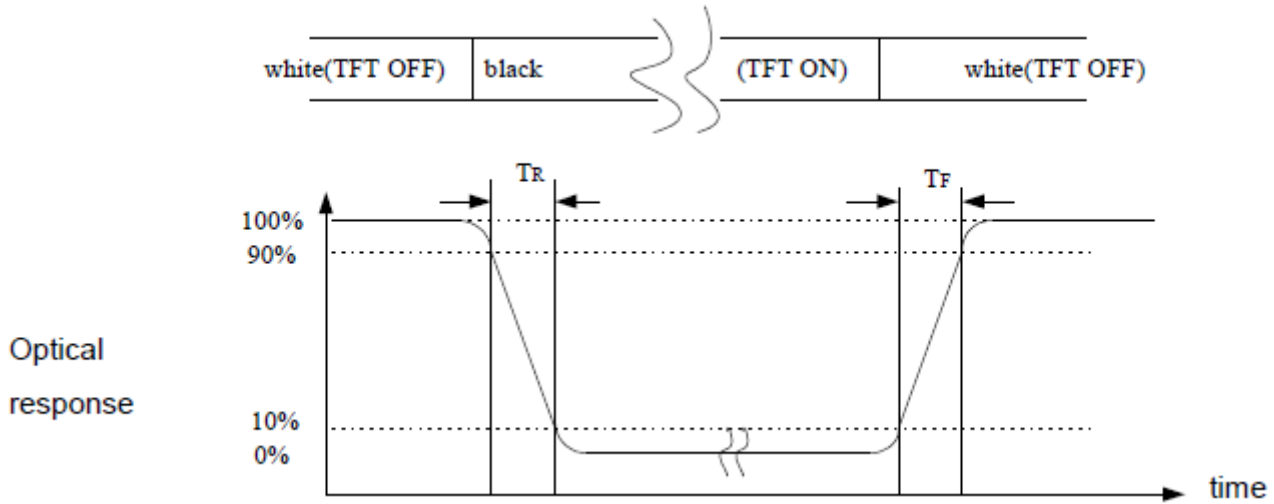 white(TFT OFF) black (TFT ON) white(TFT OFF)
TR TF
100%
90%
Optical
response
10%
0%
time